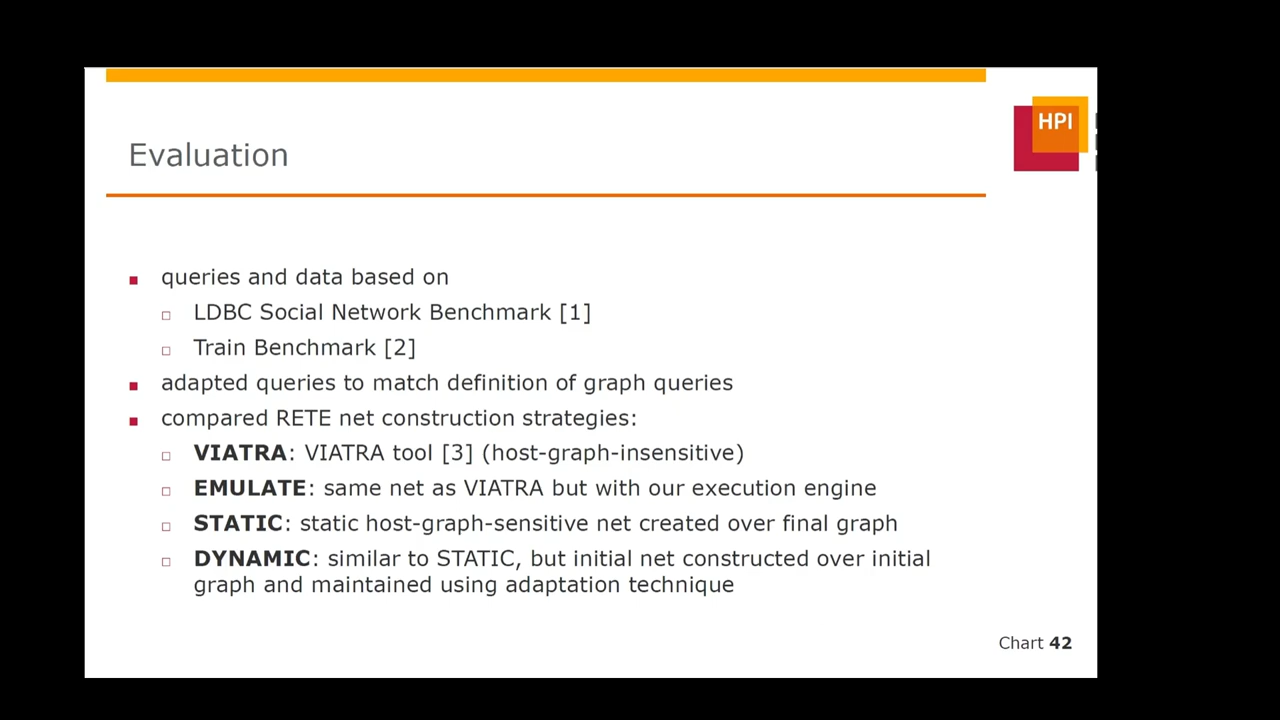 HPI
Evaluation
queries and data based on
LDBC Social Network Benchmark [1]
Train Benchmark [2]
adapted queries to match definition of graph queries
compared RETE net construction strategies:
VIATRA: VIATRA tool [3] (host-graph-insensitive)
EMULATE: same net as VIATRA but with our execution engine
STATIC: static host-graph-sensitive net created over final graph
DYNAMIC: similar to STATIC, but initial net constructed over initial
graph and maintained using adaptation technique
Chart 42